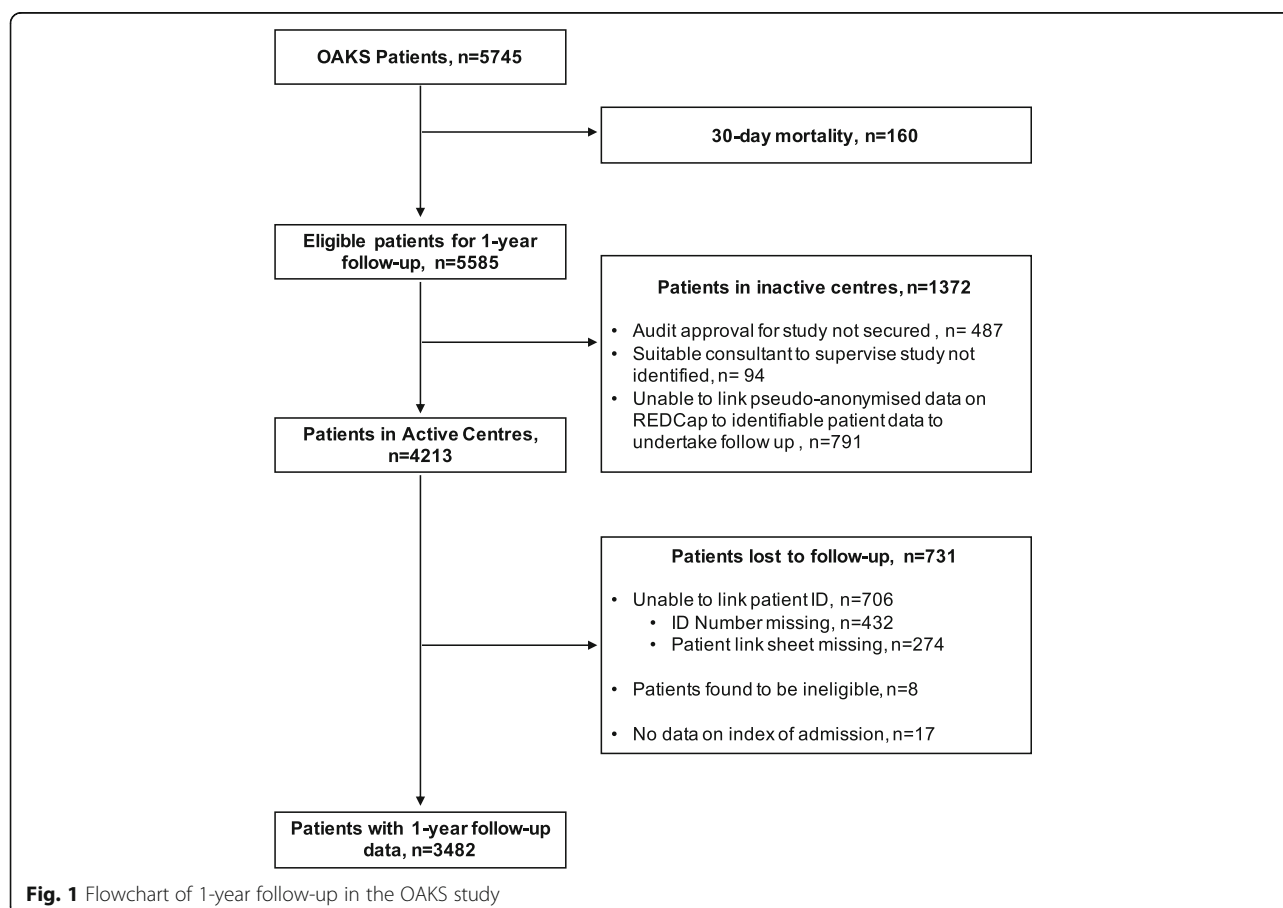 OAKS Patients, n=5745
30-day mortality, n=160
Eligible patients for 1-year
follow-up, n=5585
Patients in inactive centres, n=1372
• Audit approval for study not secured , n= 487
• Suitable consultant to supervise study not
identified, n= 94
• Unable to link pseudo-anonymised data on
REDCap to identifiable patient data to
undertake follow up , n=791
Patients in Active Centres,
n=4213
Patients lost to follow-up, n=731
• Unable to link patient ID, n=706
• ID Number missing, n=432
• Patient link sheet missing, n=274
• Patients found to be ineligible, n=8
• No data on index of admission, n=17
Patients with 1-year follow-up
data, n=3482
Fig. 1 Flowchart of 1-year follow-up in the OAKS study